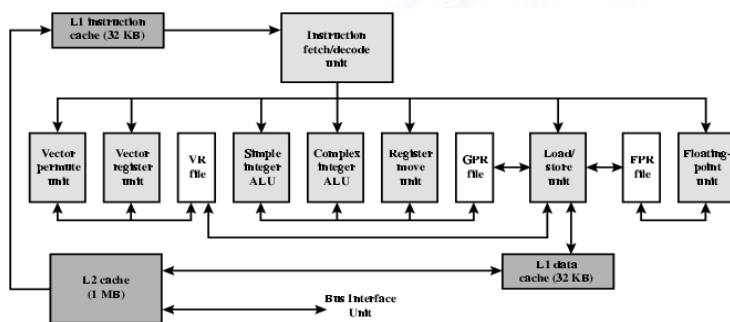 L1 instruction
cache (32 KB)
Instruction
fetch/decode
unit
Vector
permute
unit
Vector
register
unit
VR
file
Simple
integer
ALU
Complex
integer
ALU
Register
move
unit
GPR
file
Load/
store
unit
FPR
file
Floating-
point unit
L2 cache
(1 MB)
L1 data
cache (32 KB)
Bus Interface
Unit